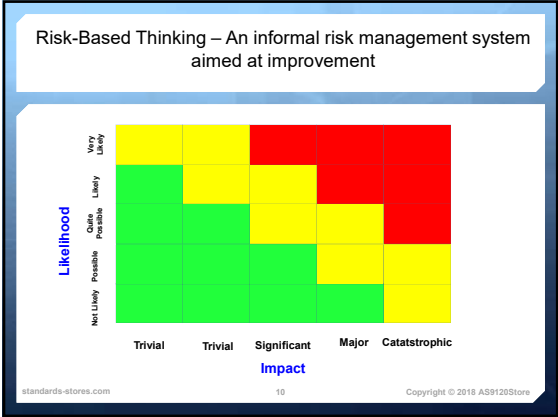 Risk-Based Thinking – An informal risk management system
aimed at improvement
Likelihood
Very
Likely
Likely
Quite
Possible
Possible
Not Likely
Trivial
Trivial
Significant
Major
Catatstrophic
Impact
standards-stores.com
10
Copyright © 2018 AS9120Store